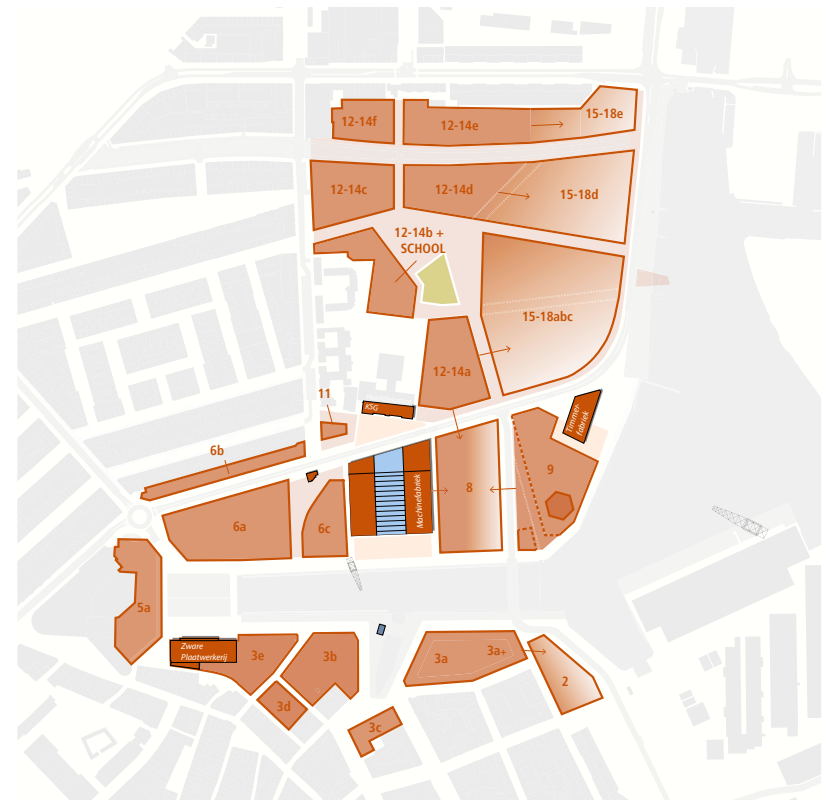 12-14f
12-14e
15-18e
12-14c
12-14d
15-18d
12-14b +
SCHOOL
15-18abc
12-14a
11
KSG
Timmer-
fabriek
6b
9
8
Machinefabriek
6a
6c
5a
Zware
Plaatwerkerij
3e
3b
3a
3a+
2
3d
3c